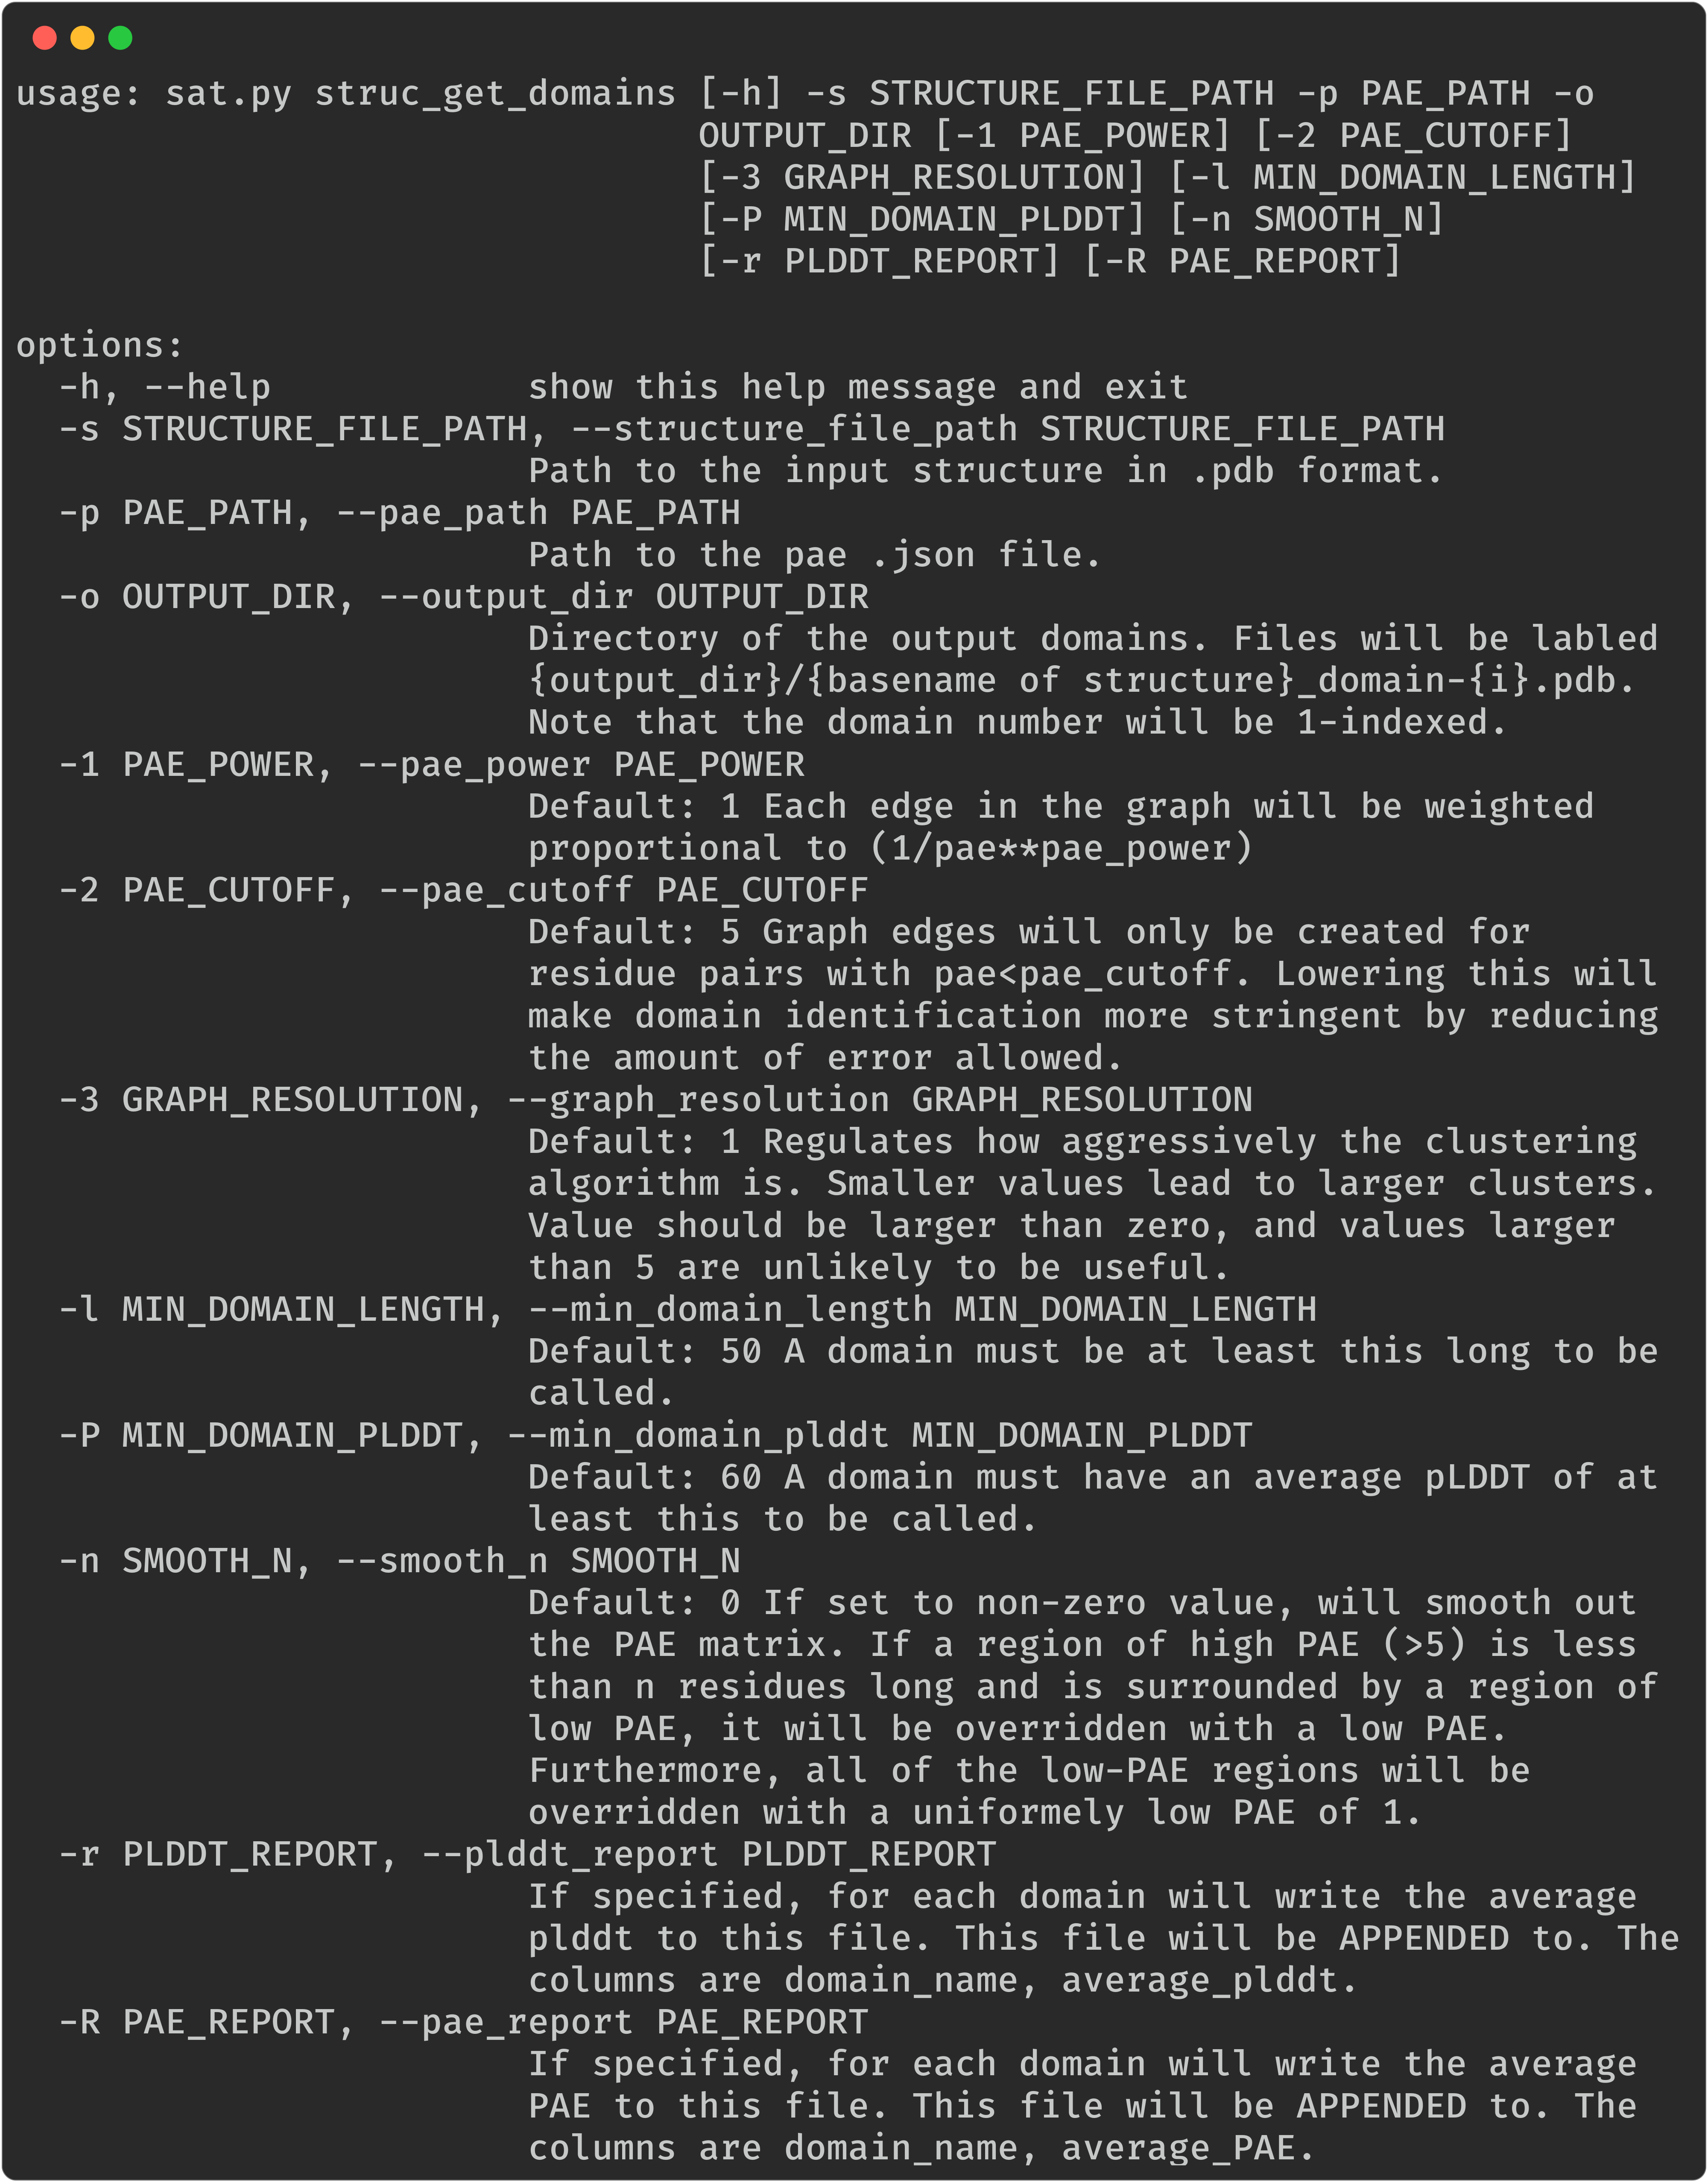 usage: sat.py struc_get_domains [-h] -s STRUCTURE_FILE_PATH -p PAE_PATH -o
OUTPUT_DIR [-1 PAE_POWER] [-2 PAE_CUTOFF]
[-3 GRAPH_RESOLUTION] [-l MIN_DOMAIN_LENGTH]
[-P MIN_DOMAIN_PLDDT] [-n SMOOTH_N]
[-r PLDDT_REPORT] [-R PAE_REPORT]
options:
-h, --help show this help message and exit
-s STRUCTURE_FILE_PATH, --structure_file_path STRUCTURE_FILE_PATH
Path to the input structure in .pdb format.
-p PAE_PATH, --pae_path PAE_PATH
Path to the pae .json file.
-o OUTPUT_DIR, --output_dir OUTPUT_DIR
Directory of the output domains. Files will be labled
{output_dir}/{basename of structure}_domain-{i}.pdb.
Note that the domain number will be 1-indexed.
-1 PAE_POWER, --pae_power PAE_POWER
Default: 1 Each edge in the graph will be weighted
proportional to (1/pae**pae_power)
-2 PAE_CUTOFF, --pae_cutoff PAE_CUTOFF
Default: 5 Graph edges will only be created for
residue pairs with pae<pae_cutoff. Lowering this will
make domain identification more stringent by reducing
the amount of error allowed.
-3 GRAPH_RESOLUTION, --graph_resolution GRAPH_RESOLUTION
Default: 1 Regulates how aggressively the clustering
algorithm is. Smaller values lead to larger clusters.
Value should be larger than zero, and values larger
than 5 are unlikely to be useful.
-l MIN_DOMAIN_LENGTH, --min_domain_length MIN_DOMAIN_LENGTH
Default: 50 A domain must be at least this long to be
called.
-P MIN_DOMAIN_PLDDT, --min_domain_plddt MIN_DOMAIN_PLDDT
Default: 60 A domain must have an average pLDDT of at
least this to be called.
-n SMOOTH_N, --smooth_n SMOOTH_N
Default: 0 If set to non-zero value, will smooth out
the PAE matrix. If a region of high PAE (>5) is less
than n residues long and is surrounded by a region of
low PAE, it will be overridden with a low PAE.
Furthermore, all of the low-PAE regions will be
overridden with a uniformely low PAE of 1.
-r PLDDT_REPORT, --plddt_report PLDDT_REPORT
If specified, for each domain will write the average
plddt to this file. This file will be APPENDED to. The
columns are domain_name, average_plddt.
-R PAE_REPORT, --pae_report PAE_REPORT
If specified, for each domain will write the average
PAE to this file. This file will be APPENDED to. The
columns are domain_name, average_PAE.